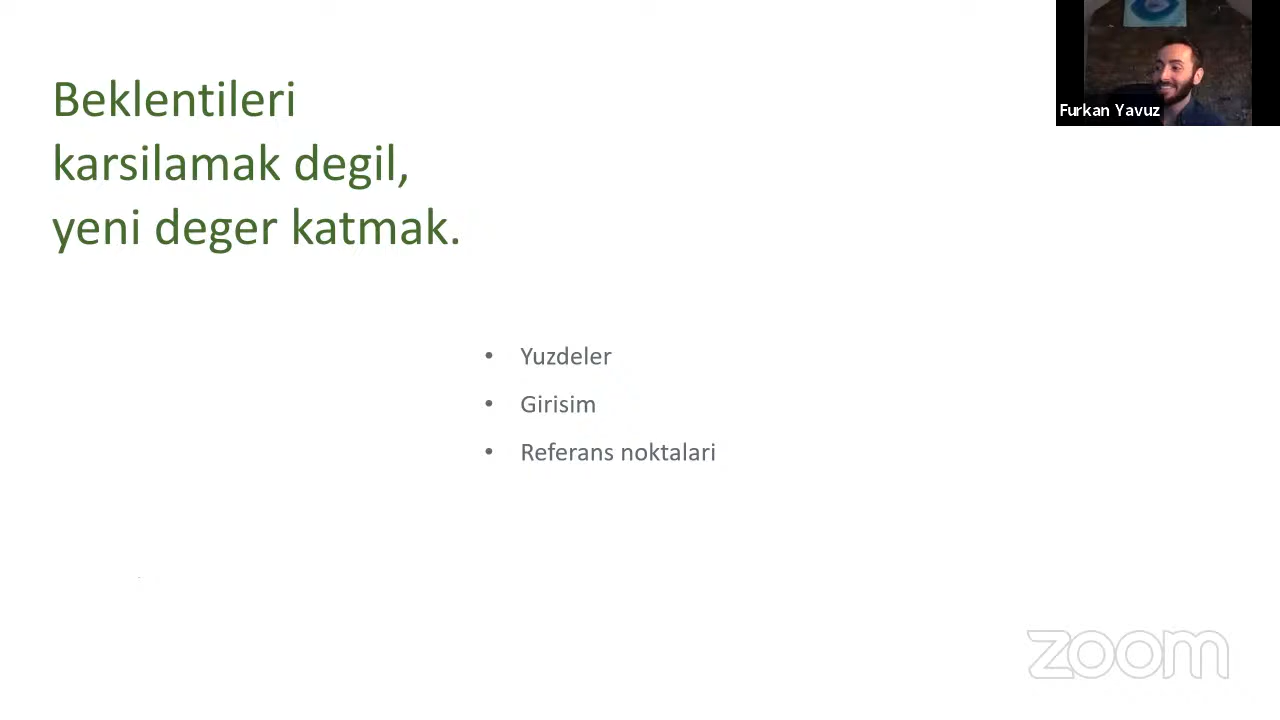 Beklentileri
karsilamak degil,
yeni deger katmak.
Furkan Yavuz
• Yuzdeler
• Girisim
• Referans noktalari
zoom